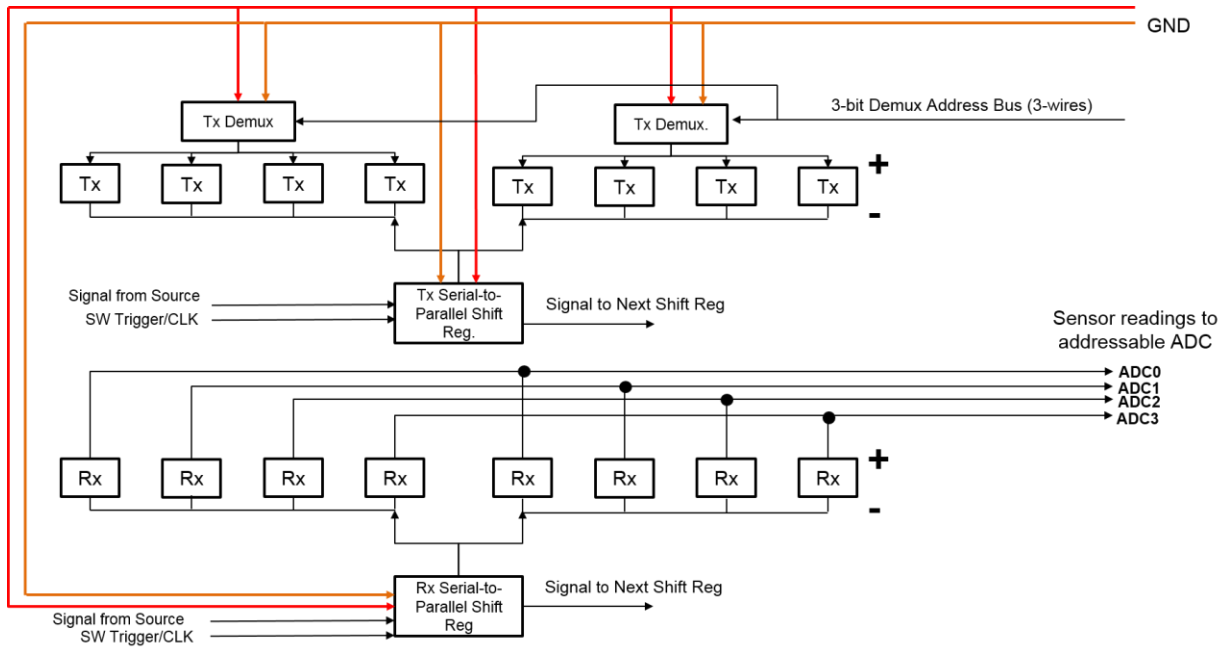 GND
3-bit Demux Address Bus (3-wires)
Tx Demux
Tx Demux.
Tx
Tx
Tx
Tx
Tx
Tx
Tx
Tx
+
-
Signal from Source
SW Trigger/CLK
Tx Serial-to-
Parallel Shift
Reg.
Signal to Next Shift Reg
Sensor readings to
addressable ADC
ADC0
ADC1
ADC2
ADC3
Rx
Rx
Rx
Rx
Rx
Rx
Rx
Rx
+
-
Rx Serial-to-
Parallel Shift
Reg
Signal to Next Shift Reg
Signal from Source
SW Trigger/CLK